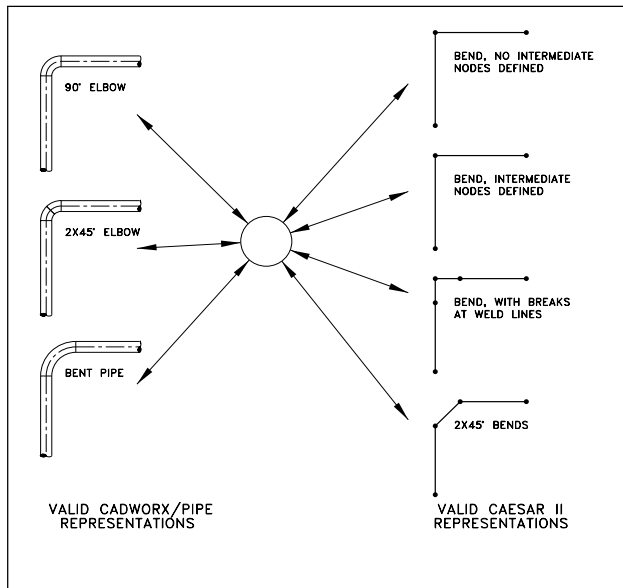 90° ELBOW
2X45° ELBOW
BENT PIPE
VALID CADWORX/PIPE
REPRESENTATIONS
BEND, NO INTERMEDIATE
NODES DEFINED
BEND, INTERMEDIATE
NODES DEFINED
BEND, WITH BREAKS
AT WELD LINES
2X45° BENDS
VALID CAESAR II
REPRESENTATIONS